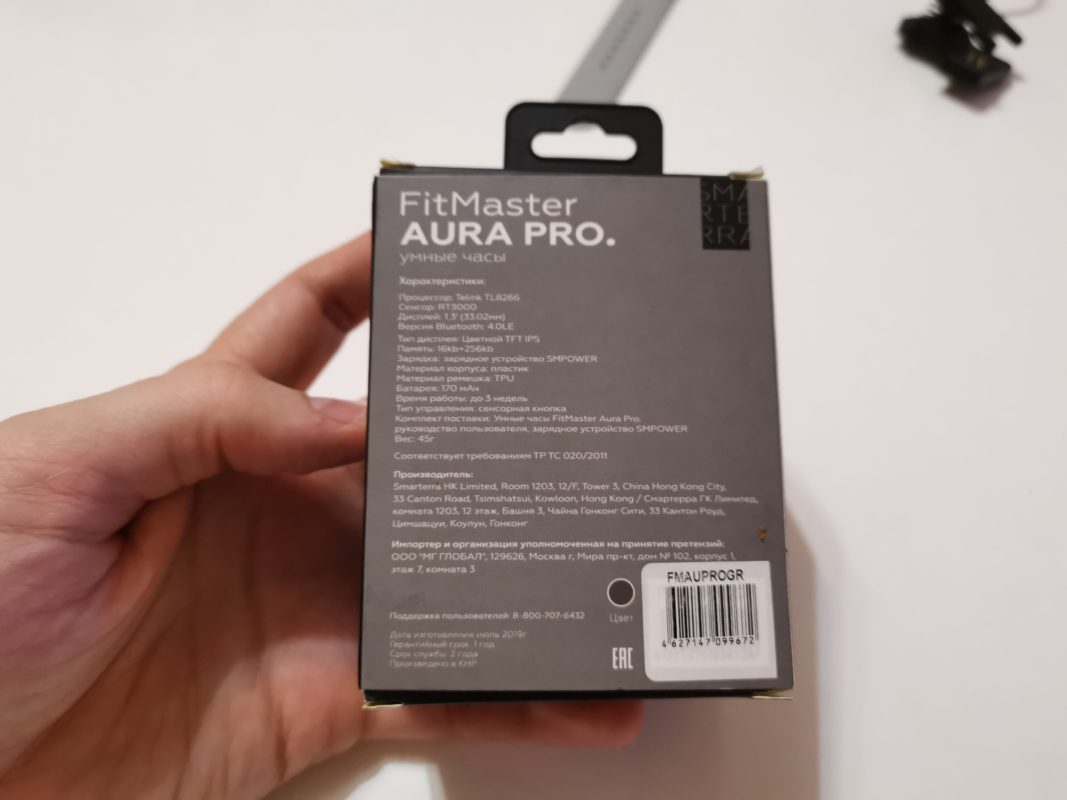 FitMaster
AURA PRO.
умные часы
SMA
RTE
RRA
Характеристики:
Процессор: Telink TL8266
Сенсор: RT3000
Дисплей: 1.3' (33.02мм)
Версия Bluetooth: 4.0LE
Тип дисплея: Цветной TFT IPS
Память: 16kb+256kb
Зарядка: зарядное устройство SMPOWER
Материал корпуса: пластик
Материал ремешка: TPU
Батарея: 170 мАч
Время работы: до 3 недель
Тип управления: сенсорная кнопка
Комплект поставки: Умные часы FitMaster Aura Pro,
руководство пользователя, зарядное устройство SMPOWER
Вес: 45г
Соответствует требованиям ТР ТС 020/2011
Производитель:
Smarterra HK Limited, Room 1203, 12/F, Tower 3, China Hong Kong City,
33 Canton Road, Tsimshatsui, Kowloon, Hong Kong / Смартерра ГК Лимитед,
комната 1203, 12 этаж, Башня 3, Чайна Гонконг Сити, 33 Кантон Роуд,
Цимшацуи, Коулун, Гонконг
Импортер и организация уполномоченная на принятие претензий:
ООО "МГ ГЛОБАЛ", 129626, Москва г, Мира пр-кт, дом № 102, корпус 1,
этаж 7, комната 3
Поддержка пользователей: 8-800-707-6432
Дата изготовления: июль 2019г
Гарантийный срок: 1 год
Срок службы: 2 года
Произведено в КНР
Цвет
EAC
FMAUPROGR
4 627147 099672